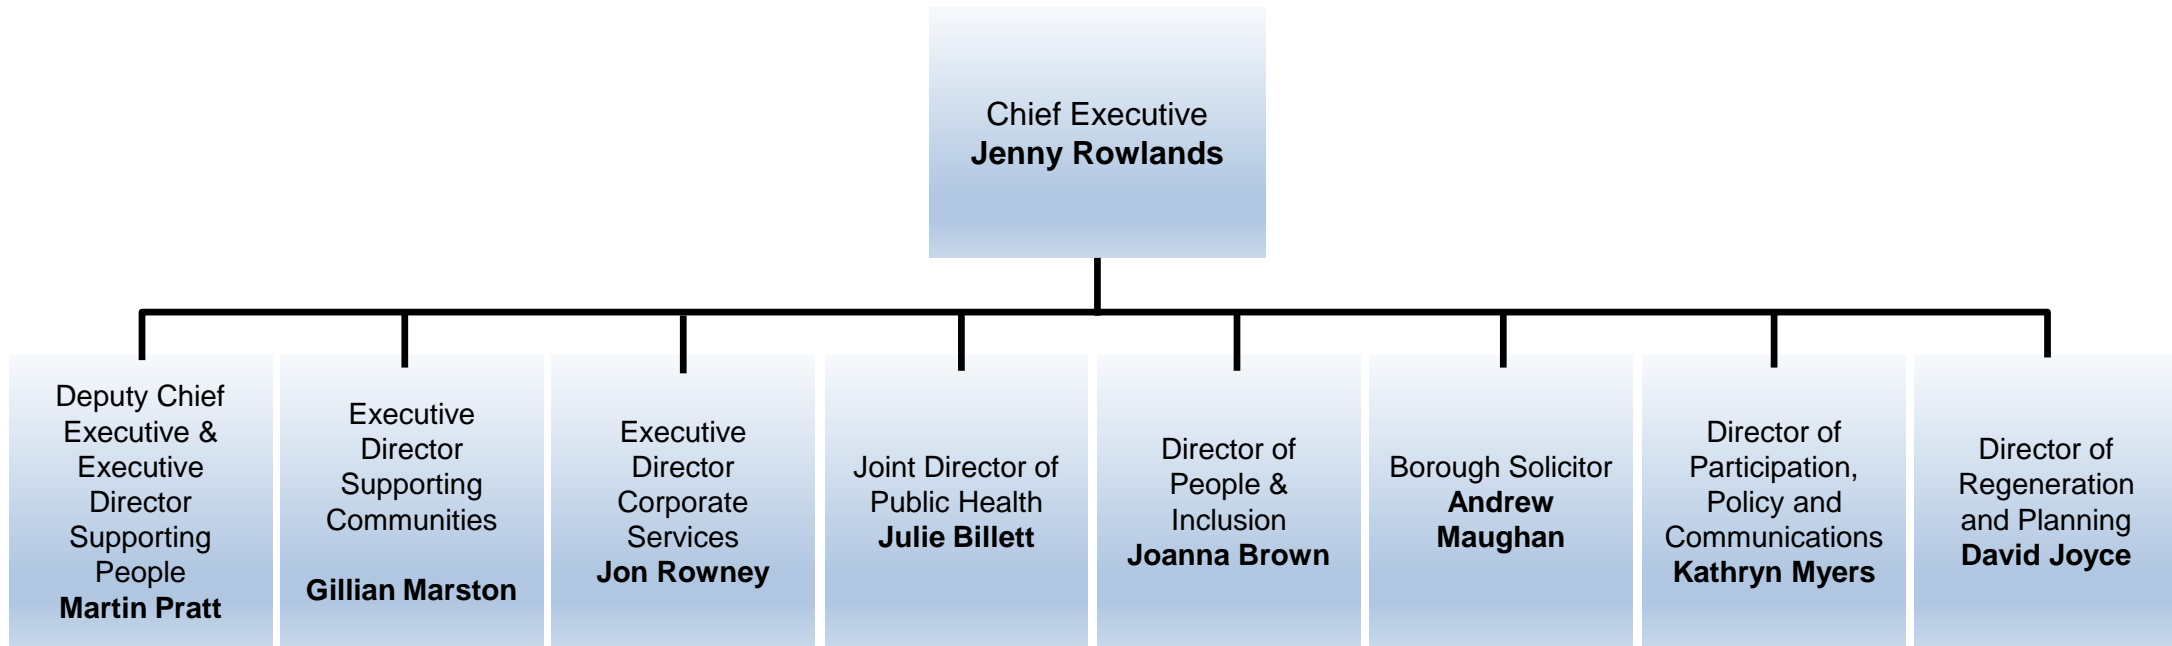 Chief Executive
Jenny Rowlands
Deputy Chief
Executive &
Executive
Director
Supporting
People
Martin Pratt
Executive
Director
Supporting
Communities
Gillian Marston
Executive
Director
Corporate
Services
Jon Rowney
Joint Director of
Public Health
Julie Billett
Director of
People &
Inclusion
Joanna Brown
Borough Solicitor
Andrew
Maughan
Director of
Participation,
Policy and
Communications
Kathryn Myers
Director of
Regeneration
and Planning
David Joyce